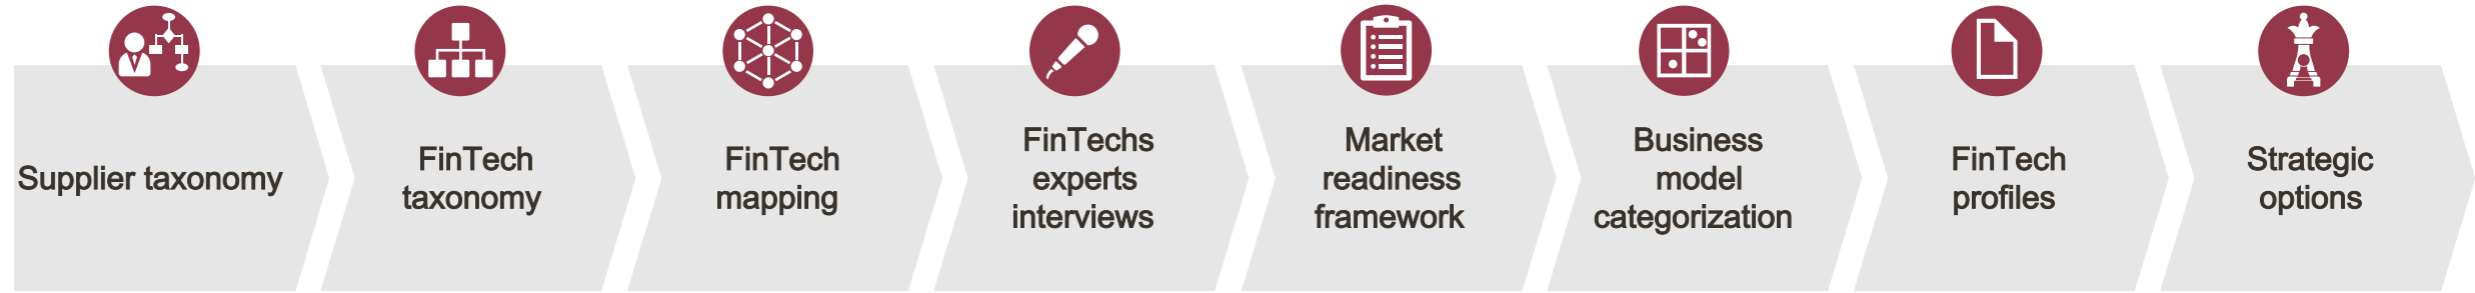 Supplier taxonomy
FinTech
taxonomy
FinTech
mapping
FinTechs
experts
interviews
Market
readiness
framework
Business
model
categorization
FinTech
profiles
Strategic
options